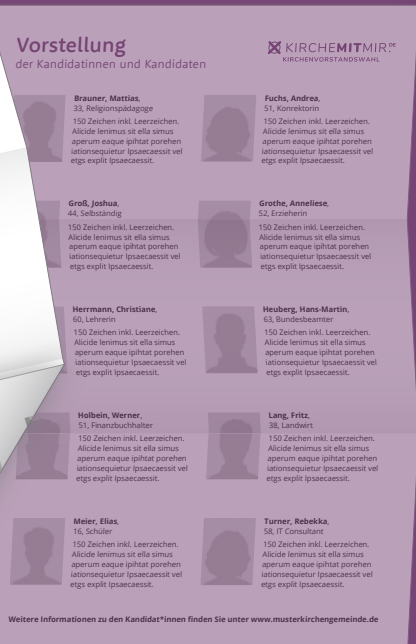 Vorstellung
der Kandidatinnen und Kandidaten
KIRCHEMITMIR.DE
KIRCHENVORSTANDSWAHL
Brauner, Mattias,
33, Religionspädagoge
150 Zeichen inkl. Leerzeichen.
Alicide lenimus sit ella simus
aperum eaque ipihtat porehen
iationsequietur Ipsaecaessit vel
etgs explit Ipsaecaessit.
Fuchs, Andrea,
51, Konrektorin
150 Zeichen inkl. Leerzeichen.
Alicide lenimus sit ella simus
aperum eaque ipihtat porehen
iationsequietur Ipsaecaessit vel
etgs explit Ipsaecaessit.
Groß, Joshua,
44, Selbständig
150 Zeichen inkl. Leerzeichen.
Alicide lenimus sit ella simus
aperum eaque ipihtat porehen
iationsequietur Ipsaecaessit vel
etgs explit Ipsaecaessit.
Grothe, Anneliese,
52, Erzieherin
150 Zeichen inkl. Leerzeichen.
Alicide lenimus sit ella simus
aperum eaque ipihtat porehen
iationsequietur Ipsaecaessit vel
etgs explit Ipsaecaessit.
Herrmann, Christiane,
60, Lehrerin
150 Zeichen inkl. Leerzeichen.
Alicide lenimus sit ella simus
aperum eaque ipihtat porehen
iationsequietur Ipsaecaessit vel
etgs explit Ipsaecaessit.
Heuberg, Hans-Martin,
63, Bundesbeamter
150 Zeichen inkl. Leerzeichen.
Alicide lenimus sit ella simus
aperum eaque ipihtat porehen
iationsequietur Ipsaecaessit vel
etgs explit Ipsaecaessit.
Holbein, Werner,
51, Finanzbuchhalter
150 Zeichen inkl. Leerzeichen.
Alicide lenimus sit ella simus
aperum eaque ipihtat porehen
iationsequietur Ipsaecaessit vel
etgs explit Ipsaecaessit.
Lang, Fritz,
38, Landwirt
150 Zeichen inkl. Leerzeichen.
Alicide lenimus sit ella simus
aperum eaque ipihtat porehen
iationsequietur Ipsaecaessit vel
etgs explit Ipsaecaessit.
Meier, Elias,
16, Schüler
150 Zeichen inkl. Leerzeichen.
Alicide lenimus sit ella simus
aperum eaque ipihtat porehen
iationsequietur Ipsaecaessit vel
etgs explit Ipsaecaessit.
Turner, Rebekka,
58, IT Consultant
150 Zeichen inkl. Leerzeichen.
Alicide lenimus sit ella simus
aperum eaque ipihtat porehen
iationsequietur Ipsaecaessit vel
etgs explit Ipsaecaessit.
Weitere Informationen zu den Kandidat*innen finden Sie unter www.musterkirchengemeinde.de